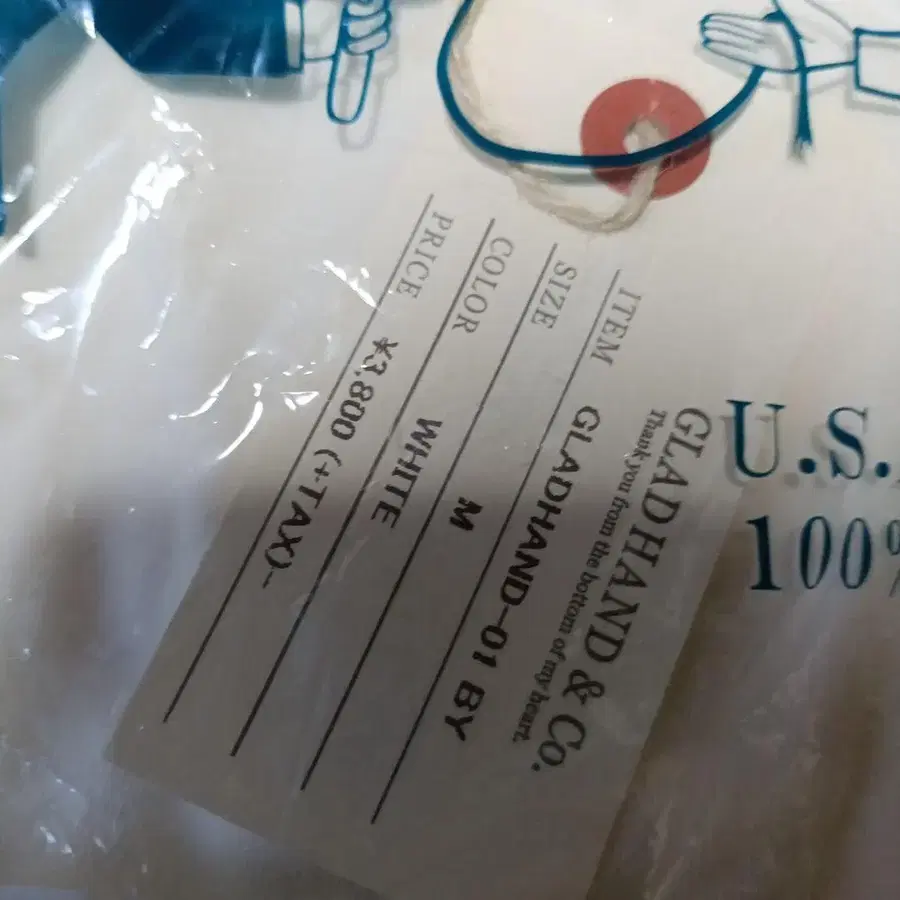 GLADHAND & Co.
Thank you from the bottom of my heart.
ITEM GLADHAND-01 BY
SIZE M
COLOR WHITE
PRICE ¥3,800 (+TAX)-
U.S.
100%